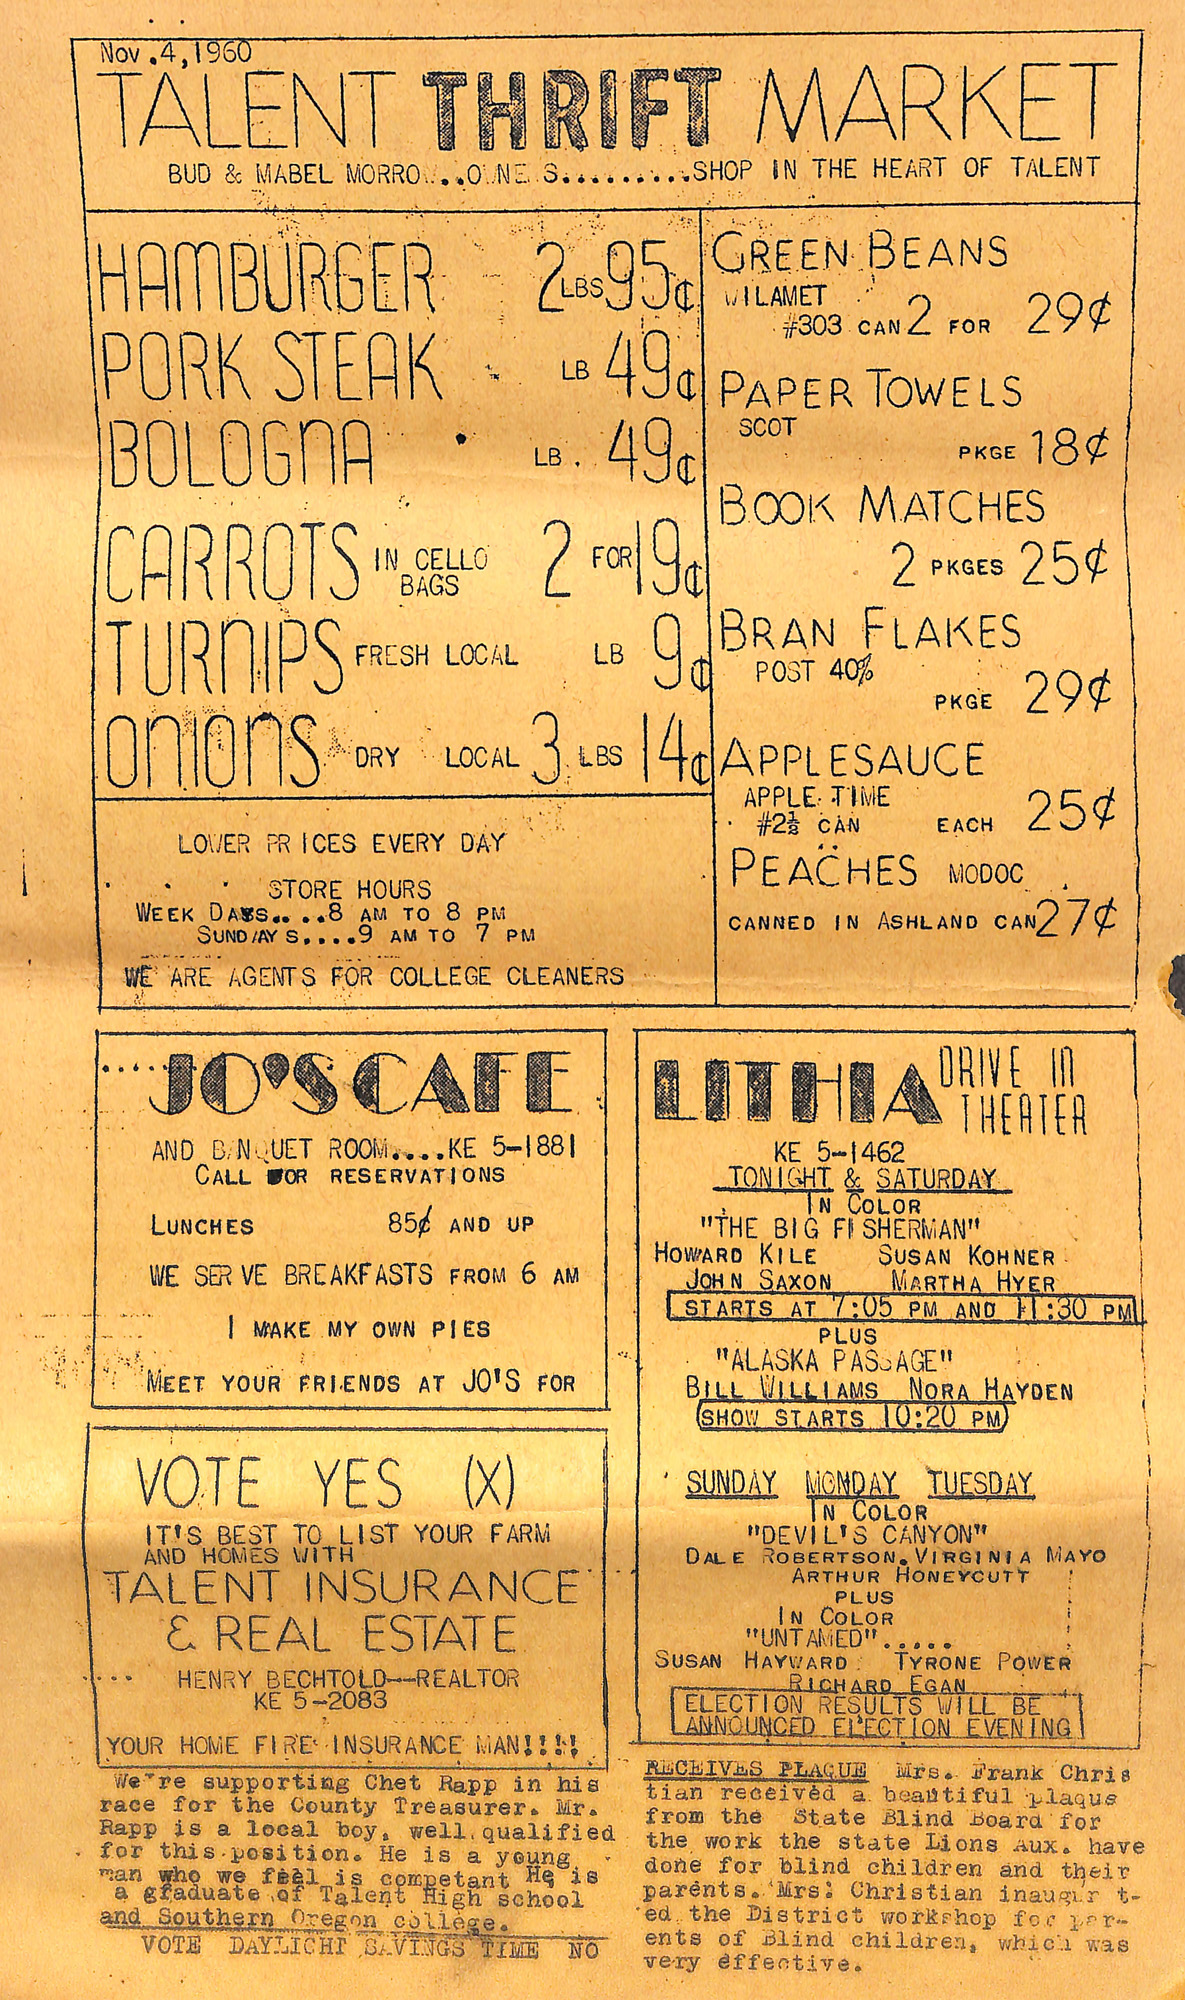 Nov.4,1960
TALENT THRIFT MARKET
BUD & MABEL MORRO...O NE S..........SHOP IN THE HEART OF TALENT
HAMBURGER 2 LBS 95¢
PORK STEAK LB 49¢
BOLOGNA LB. 49¢
CARROTS IN CELLO BAGS 2 FOR 19¢
TURNIPS FRESH LOCAL LB 9¢
ONIONS DRY LOCAL 3 LBS 14¢
LOWER PRICES EVERY DAY
STORE HOURS
WEEK DAYS....8 AM TO 8 PM
SUNDAYS....9 AM TO 7 PM
WE ARE AGENTS FOR COLLEGE CLEANERS
GREEN BEANS
WILAMET
#303 CAN 2 FOR 29¢
PAPER TOWELS
SCOT
PKGE 18¢
BOOK MATCHES
2 PKGES 25¢
BRAN FLAKES
POST 40%
PKGE 29¢
APPLESAUCE
APPLE TIME
#2½ CAN EACH 25¢
PEACHES MODOC
CANNED IN ASHLAND CAN 27¢
JO'S CAFE
AND BANQUET ROOM....KE 5-1881
CALL FOR RESERVATIONS
LUNCHES 85¢ AND UP
WE SERVE BREAKFASTS FROM 6 AM
I MAKE MY OWN PIES
MEET YOUR FRIENDS AT JO'S FOR
VOTE YES (X)
IT'S BEST TO LIST YOUR FARM
AND HOMES WITH
TALENT INSURANCE
& REAL ESTATE
HENRY BECHTOLD--REALTOR
KE 5-2083
YOUR HOME FIRE INSURANCE MAN!!!!
We're supporting Chet Rapp in his
race for the County Treasurer. Mr.
Rapp is a local boy, well qualified
for this position. He is a young
man who we feel is competant He is
a graduate of Talent High school
and Southern Oregon college.
VOTE DAYLIGHT SAVINGS TIME NO
LITHIA DRIVE IN
THEATER
KE 5-1462
TONIGHT & SATURDAY
IN COLOR
"THE BIG FISHERMAN"
HOWARD KILE SUSAN KOHNER
JOHN SAXON MARTHA HYER
STARTS AT 7:05 PM AND 11:30 PM
PLUS
"ALASKA PASSAGE"
BILL WILLIAMS NORA HAYDEN
SHOW STARTS 10:20 PM
SUNDAY MONDAY TUESDAY
IN COLOR
"DEVIL'S CANYON"
DALE ROBERTSON.VIRGINIA MAYO
ARTHUR HONEYCUTT
PLUS
IN COLOR
"UNTAMED".....
SUSAN HAYWARD TYRONE POWER
RICHARD EGAN
ELECTION RESULTS WILL BE
ANNOUNCED ELECTION EVENING
RECEIVES PLAQUE Mrs. Frank Chris
tian received a beautiful plaqus
from the State Blind Board for
the work the state Lions Aux. have
done for blind children and their
parents. Mrs. Christian inaugur t-
ed the District workshop for par-
ents of Blind children, which was
very effective.